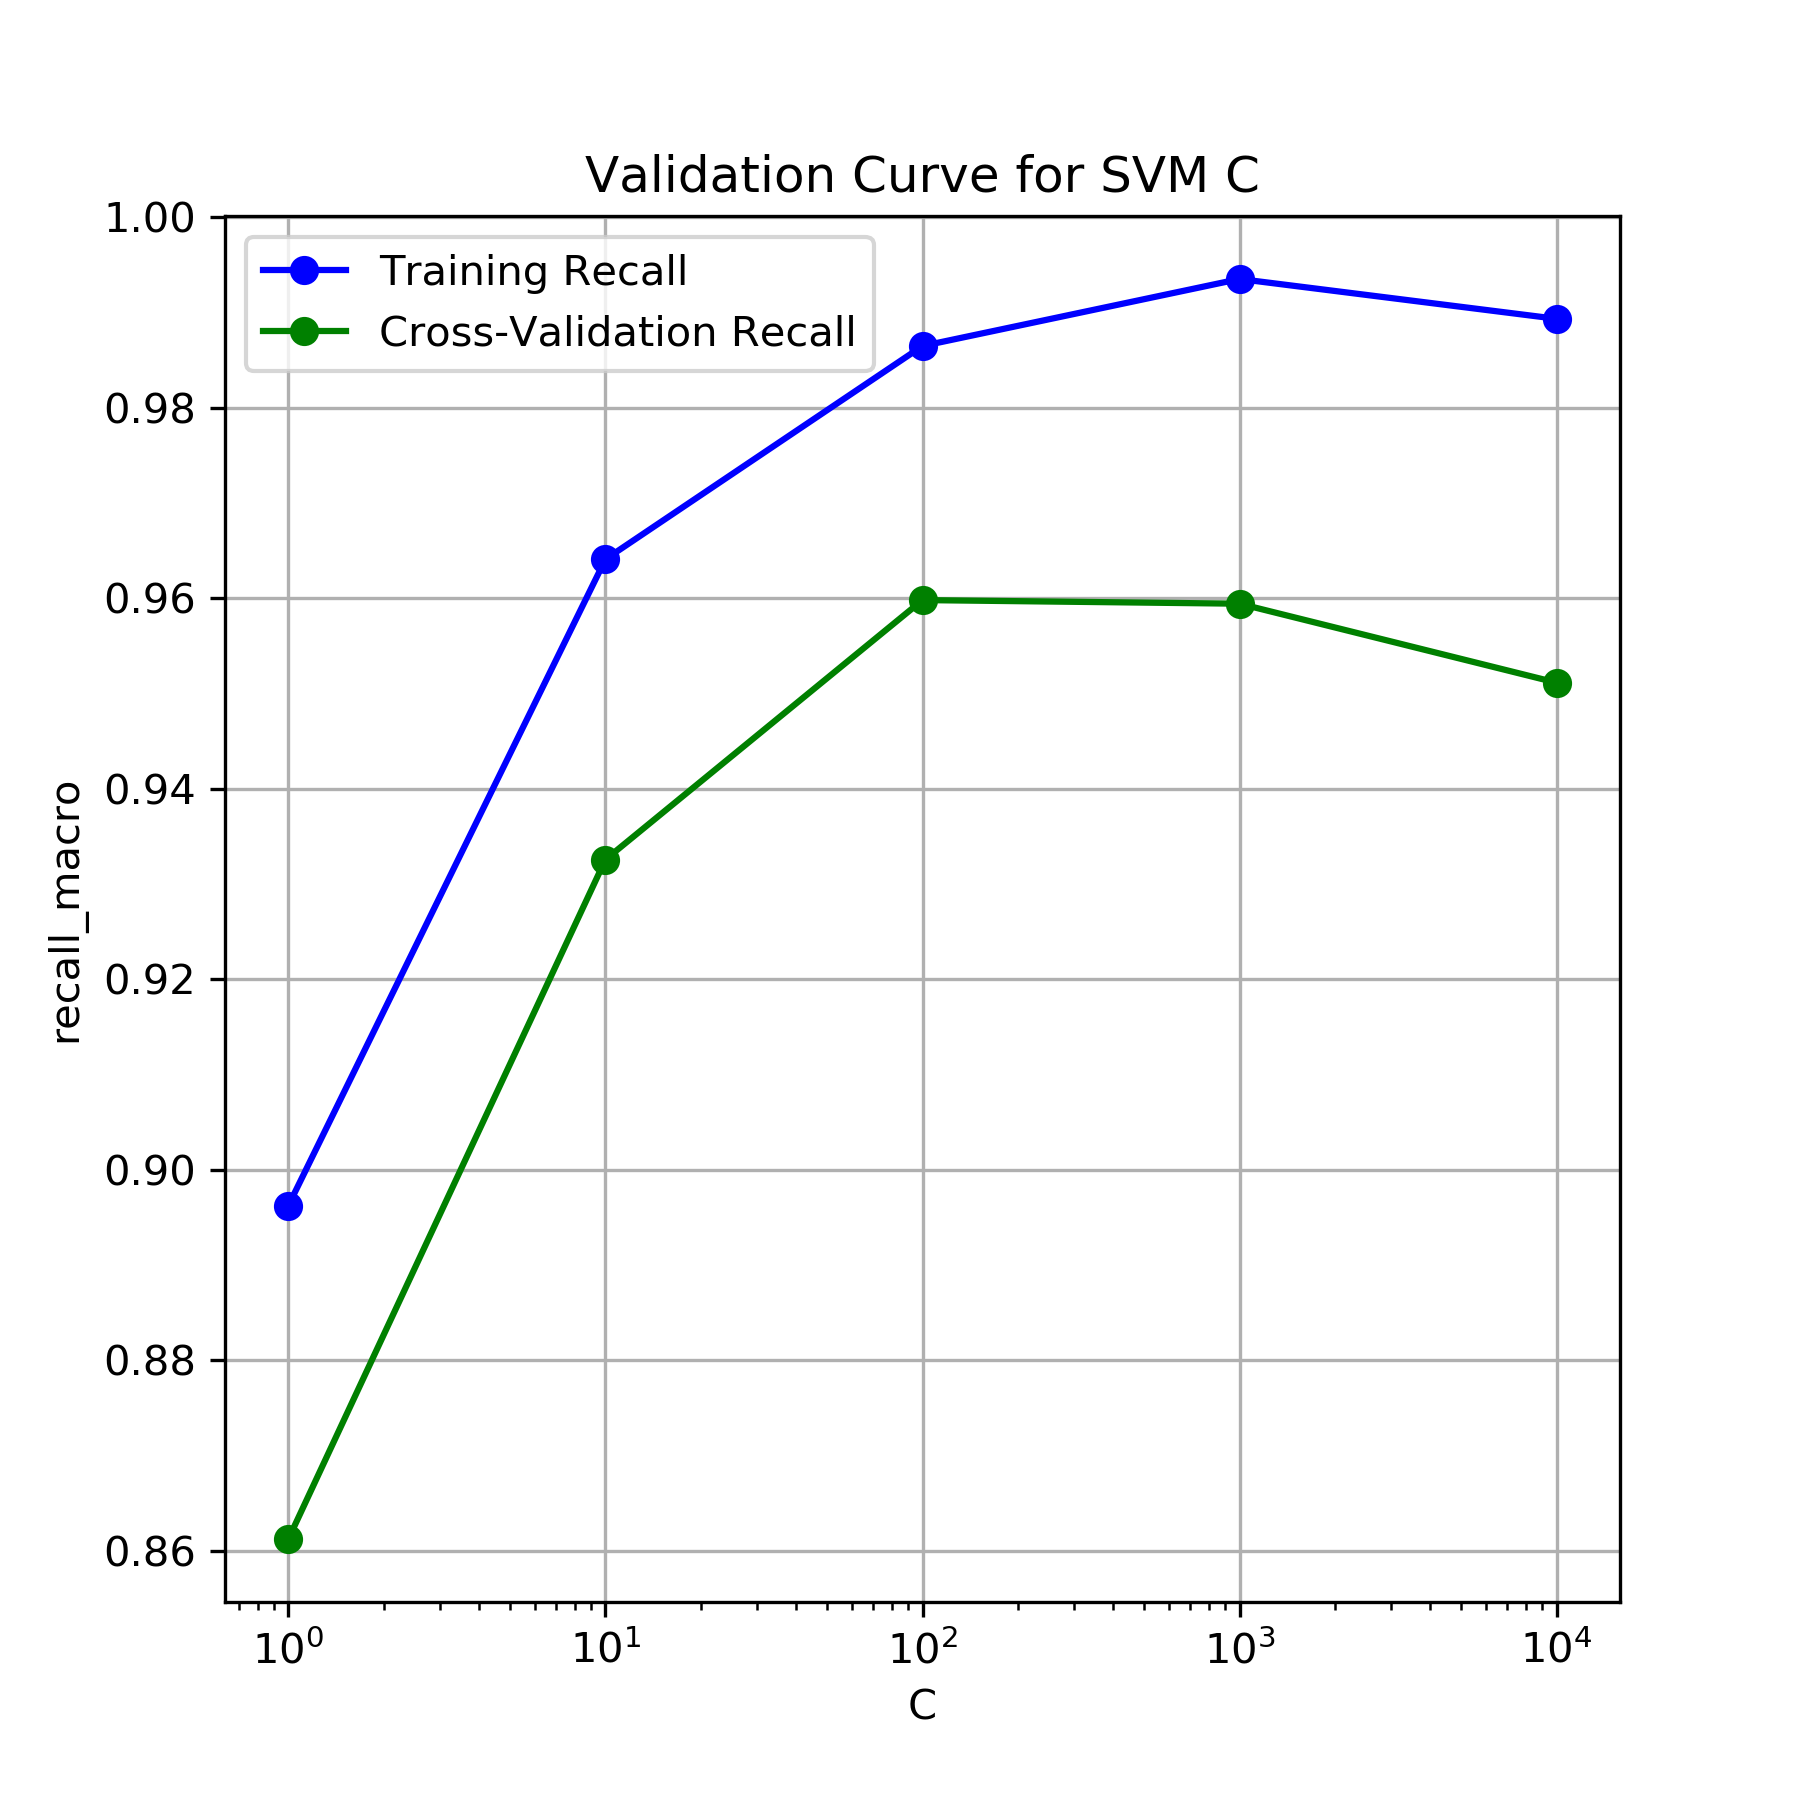 Validation Curve for SVM C
Training Recall
Cross-Validation Recall
1.00
0.98
0.96
0.94
0.92
0.90
0.88
0.86
recall_macro
10⁰ 10¹ 10² 10³ 10⁴
C